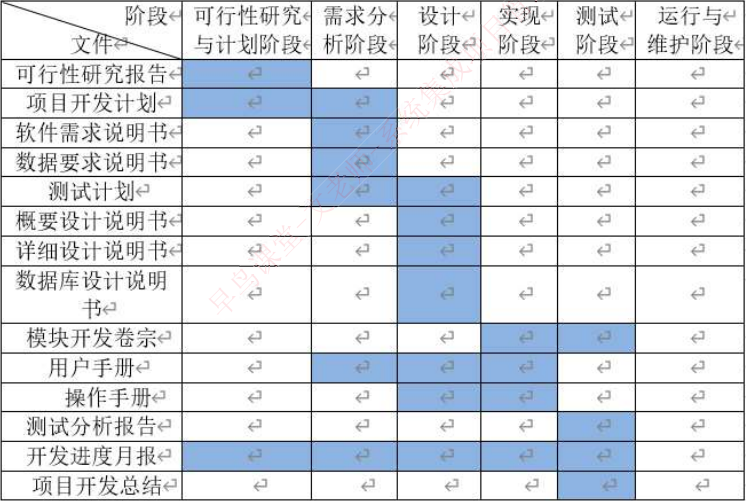 阶段 可行性研究 需求分 设计 实现 测试 运行与
文件 与计划阶段 析阶段 阶段 阶段 阶段 维护阶段
可行性研究报告
项目开发计划
软件需求说明书
数据要求说明书
测试计划
概要设计说明书
详细设计说明书
数据库设计说明
书
模块开发卷宗
用户手册
操作手册
测试分析报告
开发进度月报
项目开发总结